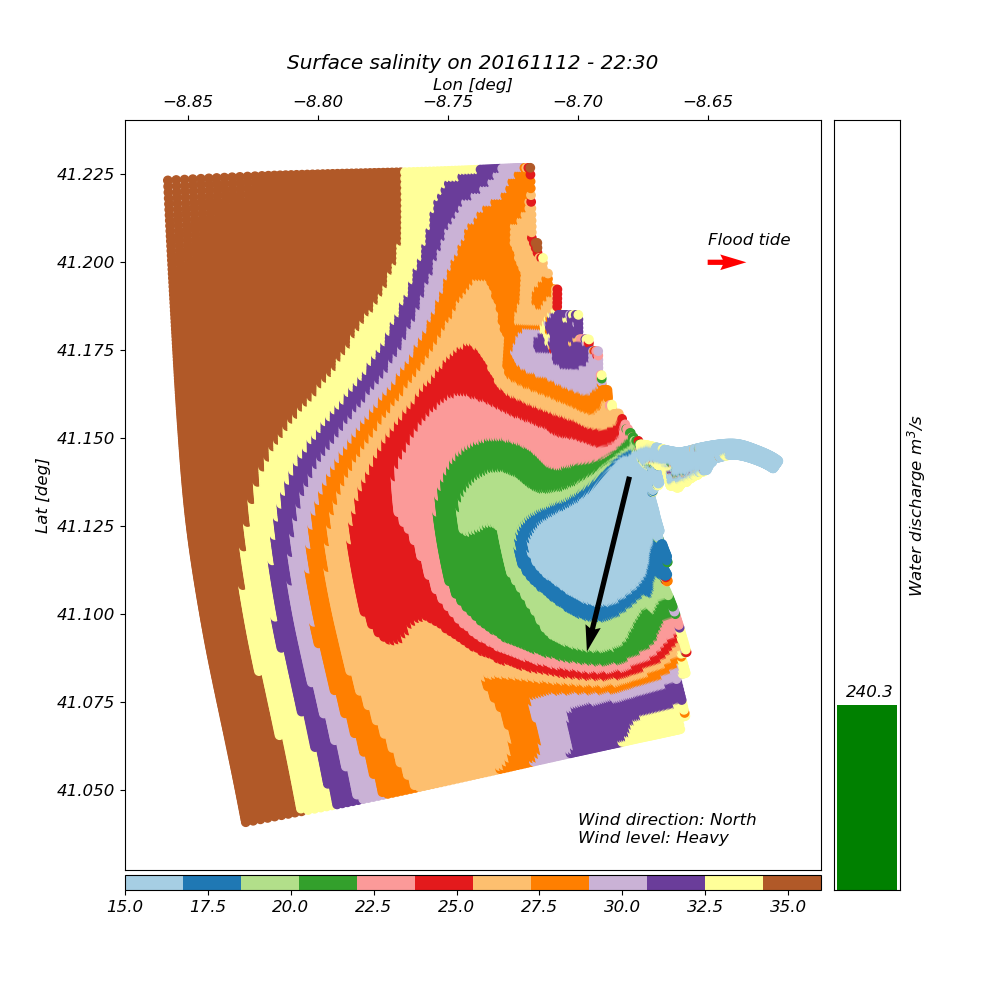 Surface salinity on 20161112 - 22:30
Lon [deg]
−8.85 −8.80 −8.75 −8.70 −8.65
41.225
41.200
41.175
41.150
41.125
41.100
41.075
41.050
Lat [deg]
Flood tide
Wind direction: North
Wind level: Heavy
240.3
Water discharge m³/s
15.0 17.5 20.0 22.5 25.0 27.5 30.0 32.5 35.0